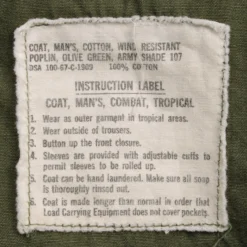 COAT, MAN'S, COTTON, WIND RESISTANT
POPLIN, OLIVE GREEN, ARMY SHADE 107
DSA 100-67-C-1999 100% COTTON
INSTRUCTION LABEL
COAT, MAN'S, COMBAT, TROPICAL
1. Wear as outer garment in tropical areas.
2. Wear outside of trousers.
3. Button up the front closure.
4. Sleeves are provided with adjustable cuffs to
permit sleeves to be rolled up.
5. Coat can be hand laundered. Make sure all soap
is thoroughly rinsed out.
6. Coat is made longer than normal in order that
Load Carrying Equipment does not cover pockets.